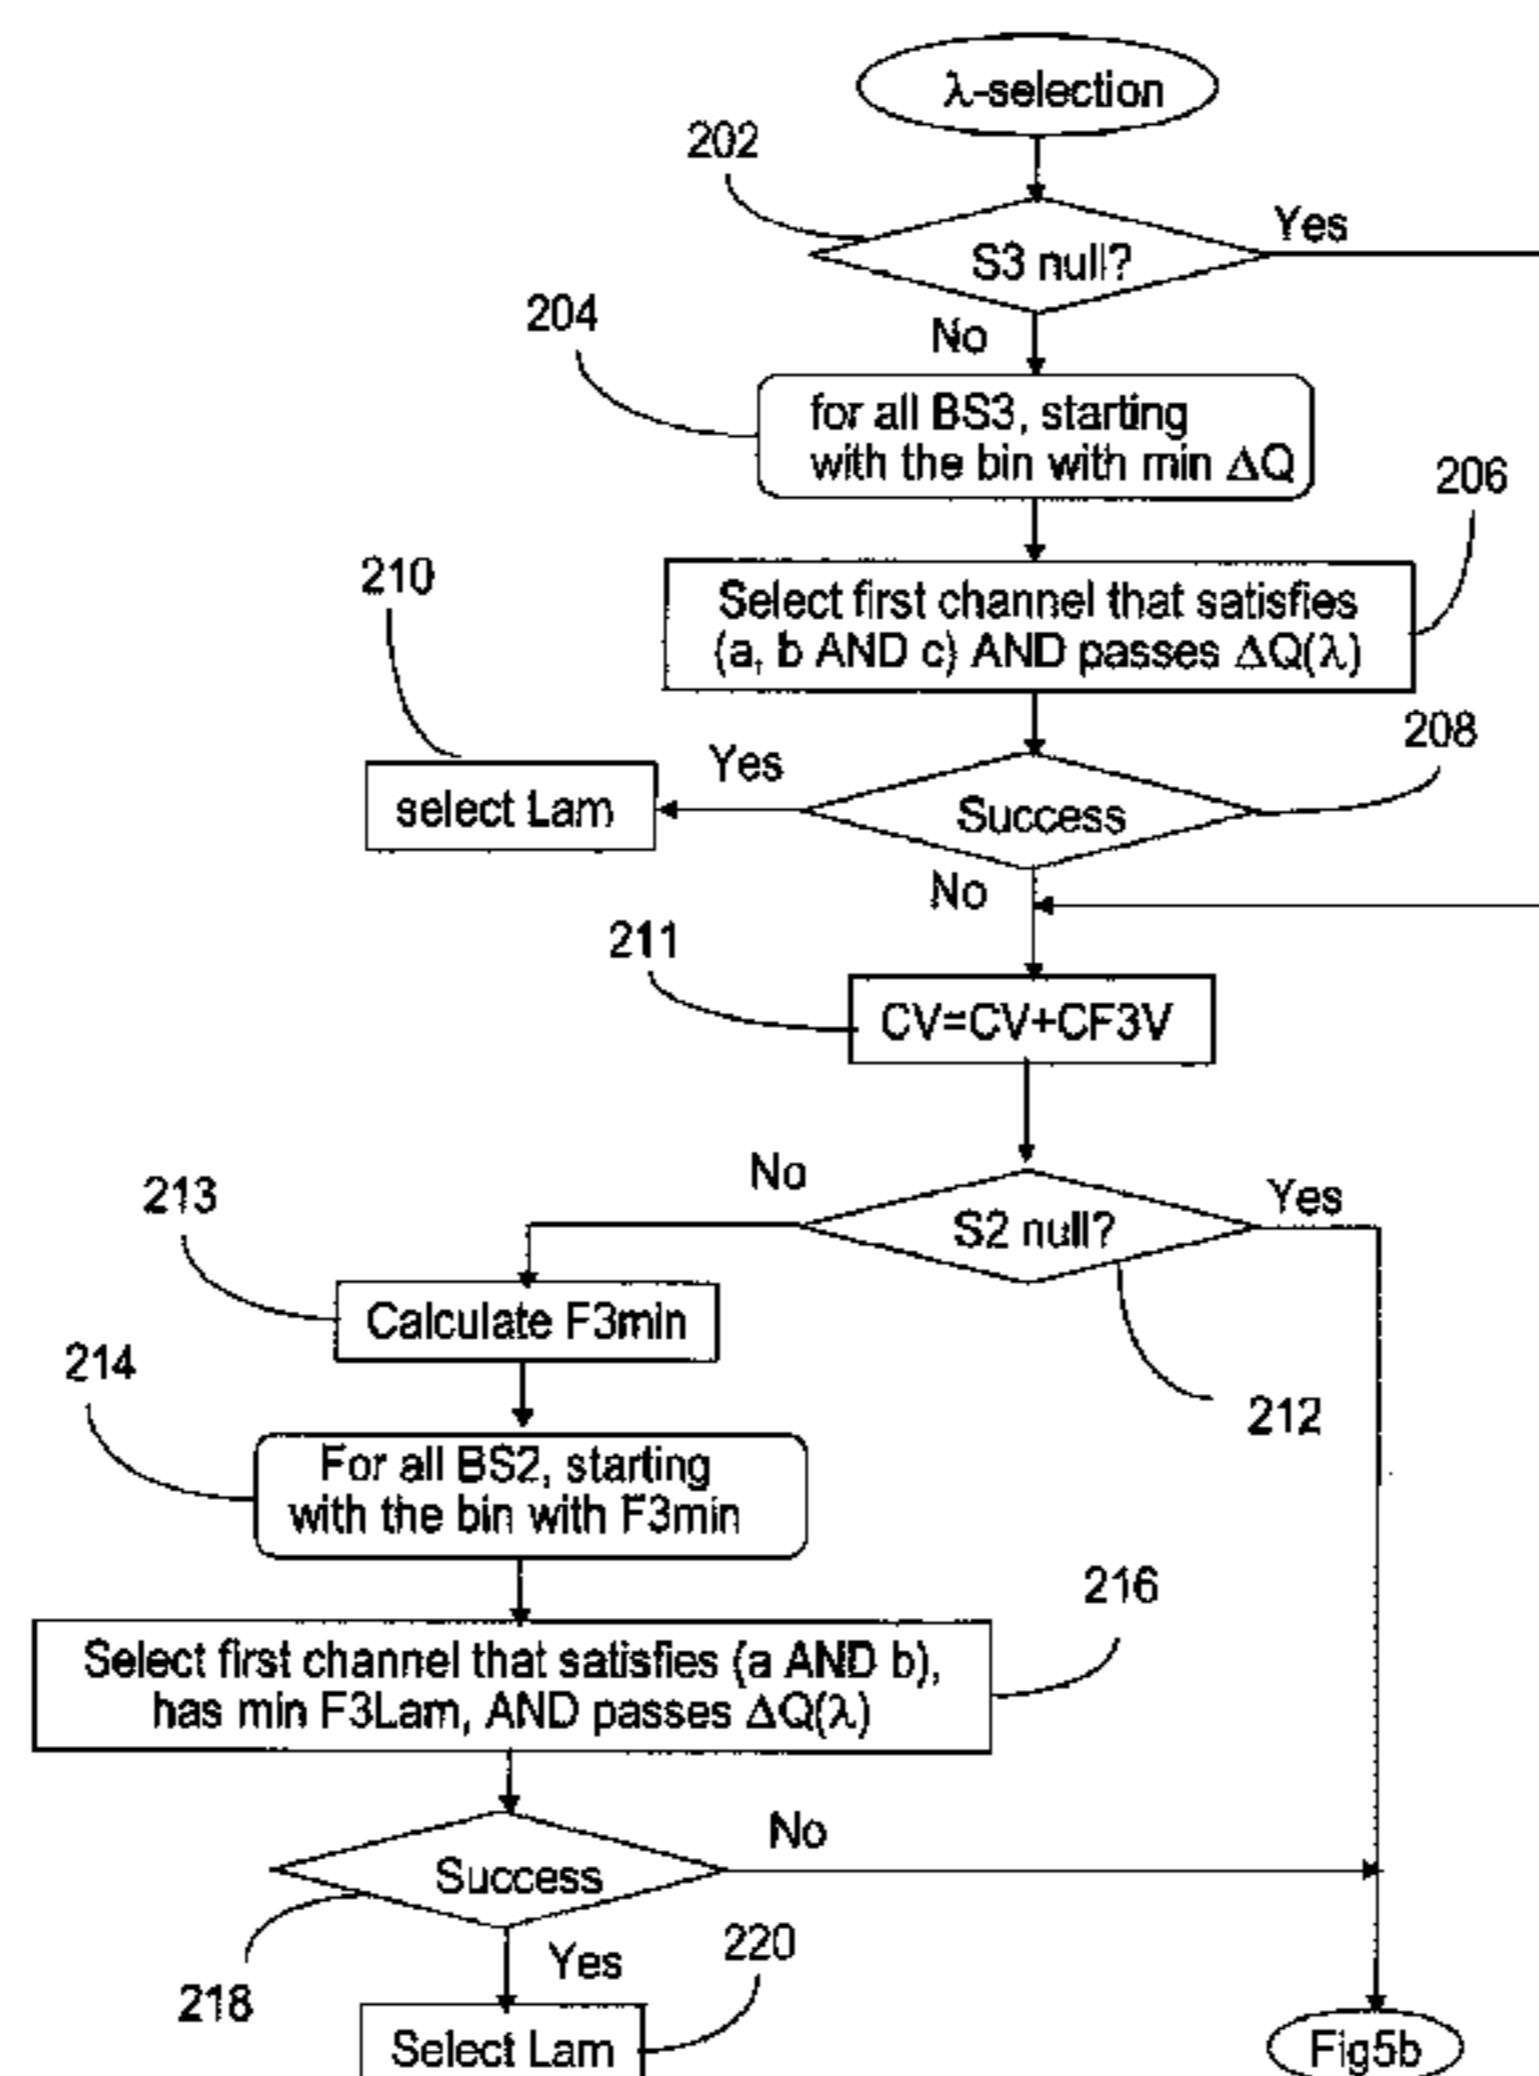 λ-selection
202
S3 null?
Yes
No
204
for all BS3, starting
with the bin with min ΔQ
206
Select first channel that satisfies
(a, b AND c) AND passes ΔQ(λ)
210
208
Yes
select Lam
Success
No
211
CV=CV+CF3V
No
Yes
213
S2 null?
212
Calculate F3min
214
For all BS2, starting
with the bin with F3min
216
Select first channel that satisfies (a AND b),
has min F3Lam, AND passes ΔQ(λ)
No
Success
218
Yes
220
Select Lam
Fig5b